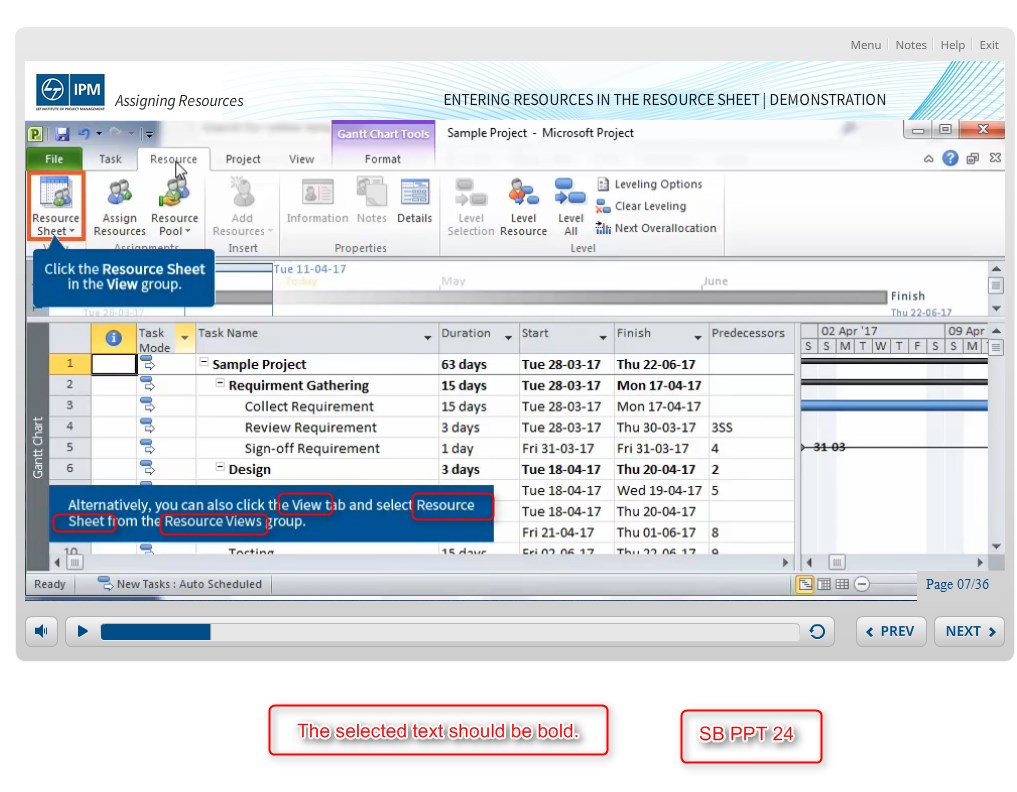 Menu Notes Help Exit
IPM
Assigning Resources
ENTERING RESOURCES IN THE RESOURCE SHEET | DEMONSTRATION
Gantt Chart Tools
Sample Project - Microsoft Project
File Task Resource Project View Format
Resource Sheet
Assign Resources
Resource Pool
Add Resources
Information Notes Details
Level Selection
Level Resource
Level All
Leveling Options
Clear Leveling
Next Overallocation
Assignments Insert Properties Level
Click the Resource Sheet
in the View group.
Tue 11-04-17
Today
May
June
Finish
Thu 22-06-17
Tue 28-03-17
Task Mode Task Name Duration Start Finish Predecessors
02 Apr '17 09 Apr
S S M T W T F S S M T
1 Sample Project 63 days Tue 28-03-17 Thu 22-06-17
2 Requirment Gathering 15 days Tue 28-03-17 Mon 17-04-17
3 Collect Requirement 15 days Tue 28-03-17 Mon 17-04-17
4 Review Requirement 3 days Tue 28-03-17 Thu 30-03-17 3SS
5 Sign-off Requirement 1 day Fri 31-03-17 Fri 31-03-17 4
31-03
6 Design 3 days Tue 18-04-17 Thu 20-04-17 2
Tue 18-04-17 Wed 19-04-17 5
Tue 18-04-17 Thu 20-04-17
Fri 21-04-17 Thu 01-06-17 8
10 Testing 15 days Fri 02-06-17 Thu 22-06-17 9
Gantt Chart
Alternatively, you can also click the View tab and select Resource
Sheet from the Resource Views group.
Ready New Tasks : Auto Scheduled
Page 07/36
PREV NEXT
The selected text should be bold.
SB PPT 24